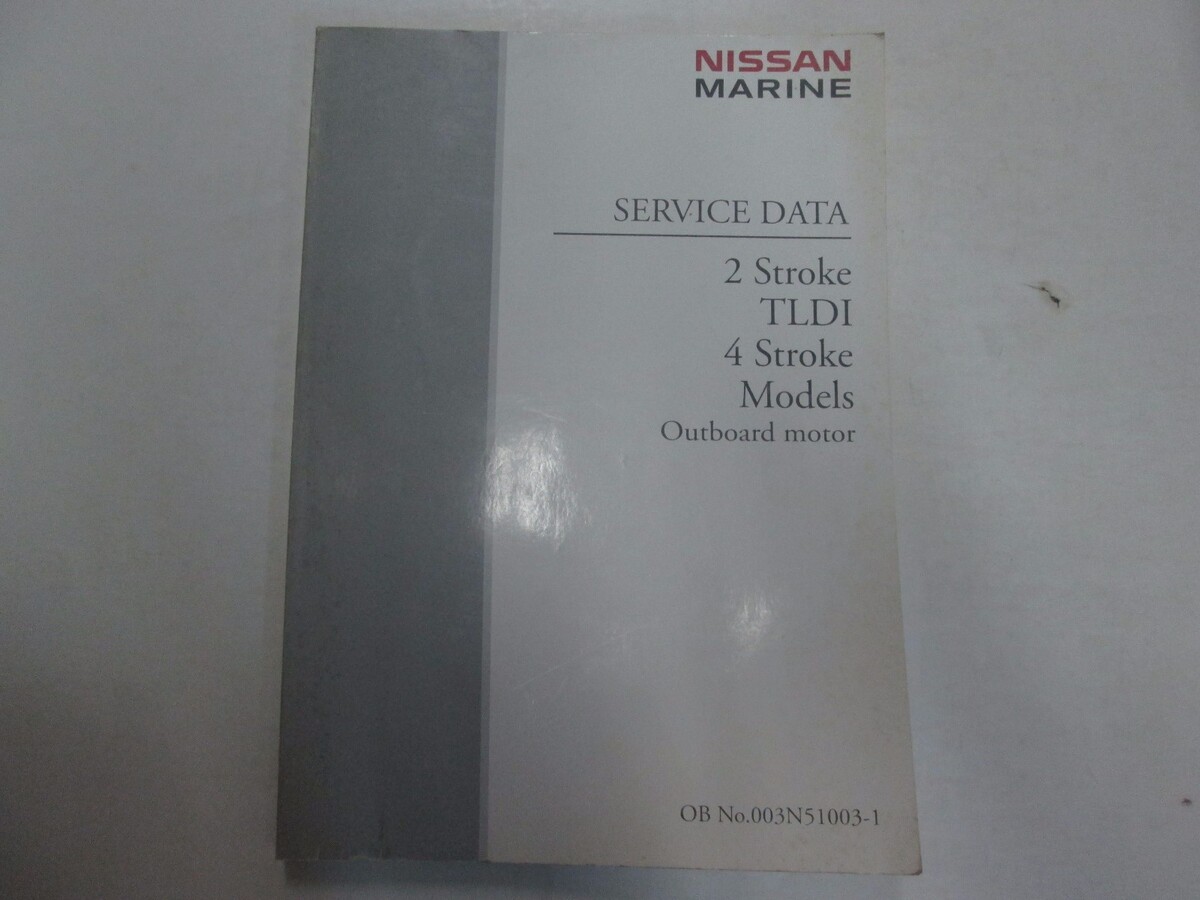 NISSAN
MARINE
SERVICE DATA
2 Stroke
TLDI
4 Stroke
Models
Outboard motor
OB No.003N51003-1